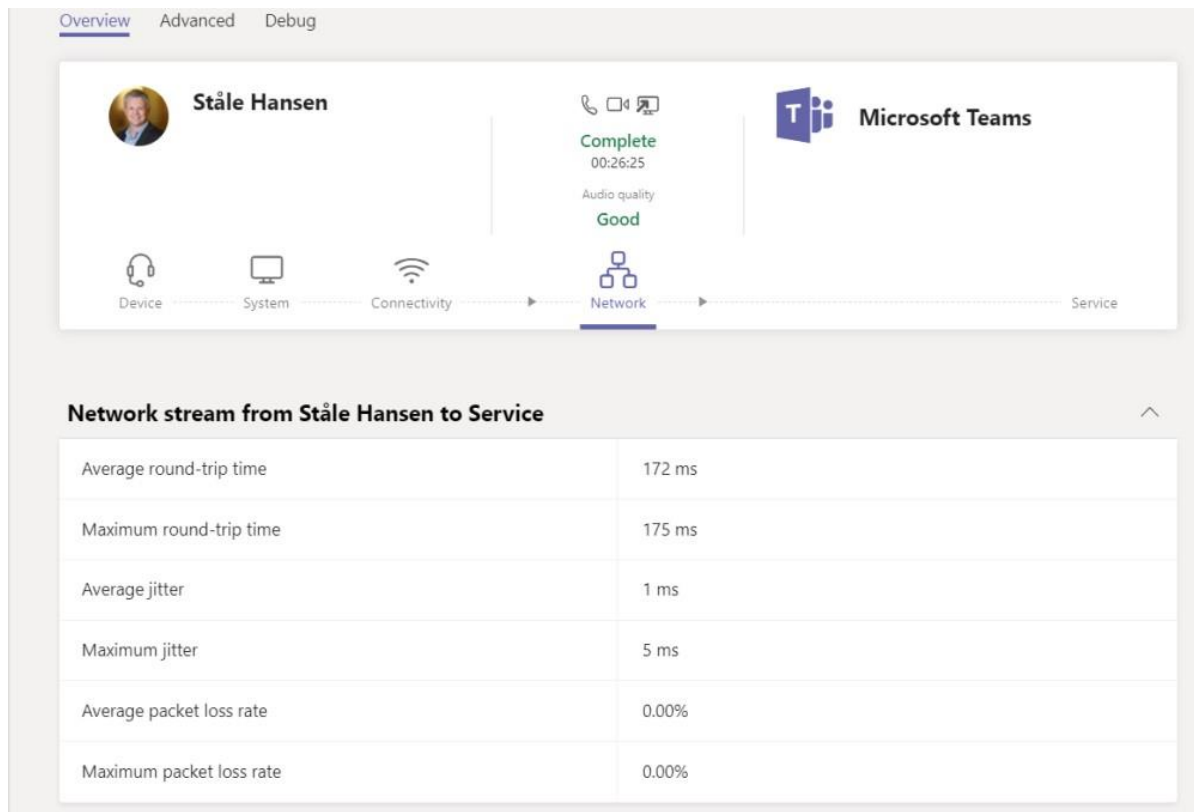 Overview Advanced Debug
Ståle Hansen
Complete
00:26:25
Audio quality
Good
T
Microsoft Teams
Device System Connectivity Network Service
Network stream from Ståle Hansen to Service
Average round-trip time 172 ms
Maximum round-trip time 175 ms
Average jitter 1 ms
Maximum jitter 5 ms
Average packet loss rate 0.00%
Maximum packet loss rate 0.00%